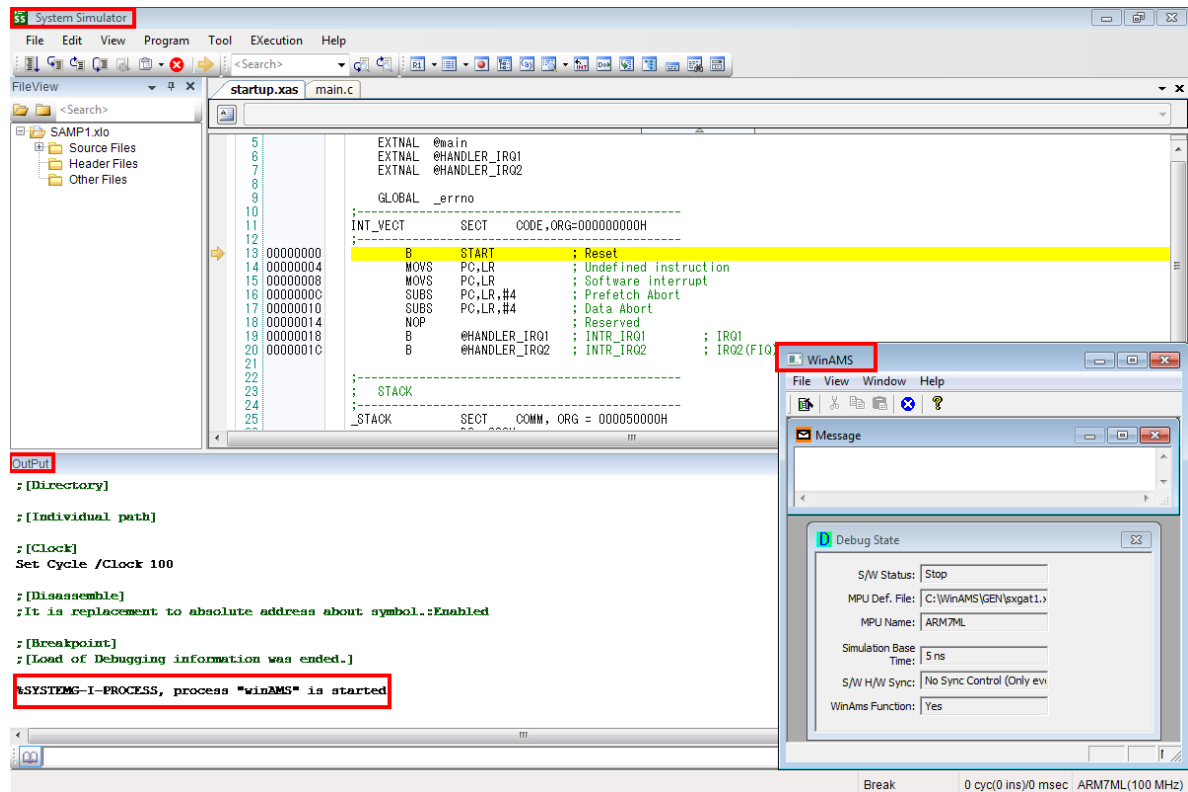 System Simulator
File Edit View Program Tool EXecution Help
<Search>
FileView
startup.xas main.c
<Search>
SAMP1.xlo
Source Files
Header Files
Other Files
5 EXTNAL @main
6 EXTNAL @HANDLER_IRQ1
7 EXTNAL @HANDLER_IRQ2
8
9 GLOBAL _errno
10 ;-----------------------------------------------
11 INT_VECT SECT CODE,ORG=000000000H
12 ;-----------------------------------------------
13 00000000 B START ; Reset
14 00000004 MOVS PC,LR ; Undefined instruction
15 00000008 MOVS PC,LR ; Software interrupt
16 0000000C SUBS PC,LR,#4 ; Prefetch Abort
17 00000010 SUBS PC,LR,#4 ; Data Abort
18 00000014 NOP ; Reserved
19 00000018 B @HANDLER_IRQ1 ; INTR_IRQ1 ; IRQ1
20 0000001C B @HANDLER_IRQ2 ; INTR_IRQ2 ; IRQ2(FIQ)
21
22 ;-----------------------------------------------
23 ; STACK
24 ;-----------------------------------------------
25 _STACK SECT COMM, ORG = 000050000H
OutPut
;[Directory]
;[Individual path]
;[Clock]
Set Cycle /Clock 100
;[Disassemble]
;It is replacement to absolute address about symbol.:Enabled
;[Breakpoint]
;[Load of Debugging information was ended.]
%SYSTEMG-I-PROCESS, process "winAMS" is started
WinAMS
File View Window Help
Message
Debug State
S/W Status: Stop
MPU Def. File: C:\WinAMS\GEN\sxgat1.x
MPU Name: ARM7ML
Simulation Base
Time: 5 ns
S/W H/W Sync: No Sync Control (Only eve
WinAms Function: Yes
Break 0 cyc(0 ins)/0 msec ARM7ML(100 MHz)